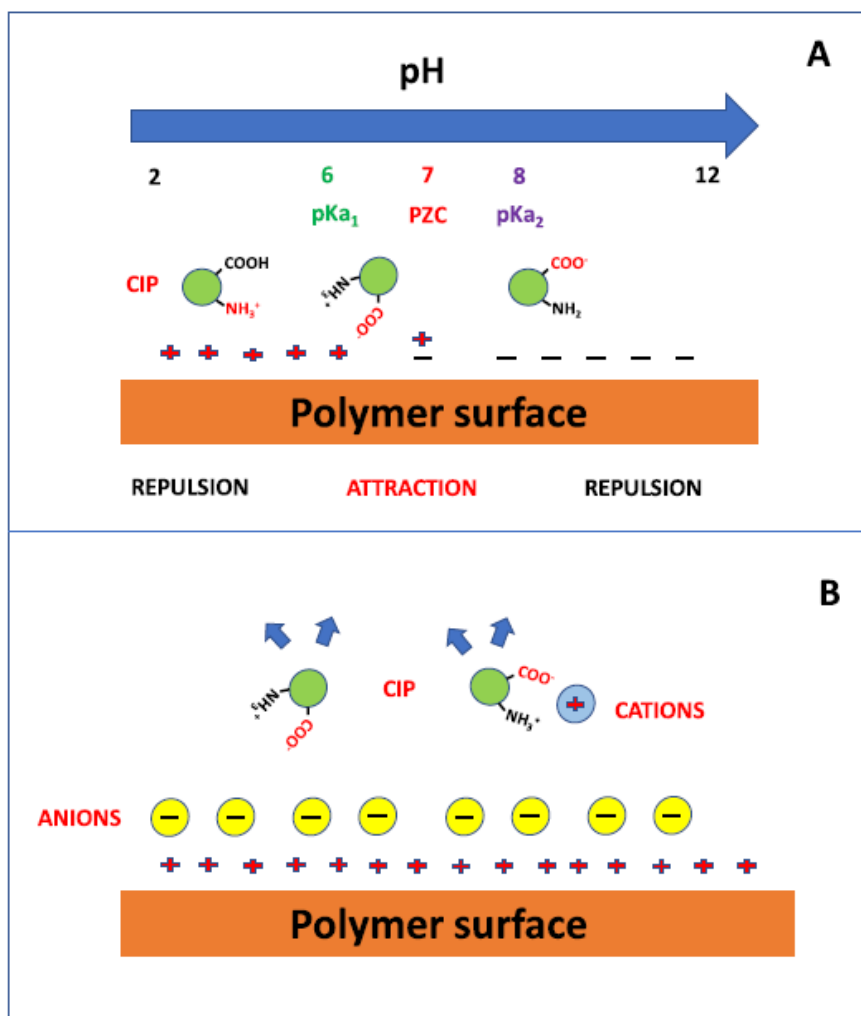 A
pH
2 6 7 8 12
pKa₁ PZC pKa₂
CIP COOH NH₃⁺
NH₃⁺ COO⁻
COO⁻ NH₂
+ + + + + + − − − − − −
Polymer surface
REPULSION ATTRACTION REPULSION
B
NH₃⁺ COO⁻
CIP
COO⁻ NH₃⁺
+ CATIONS
ANIONS − − − − − − − −
+ + + + + + + + + + + + + + +
Polymer surface